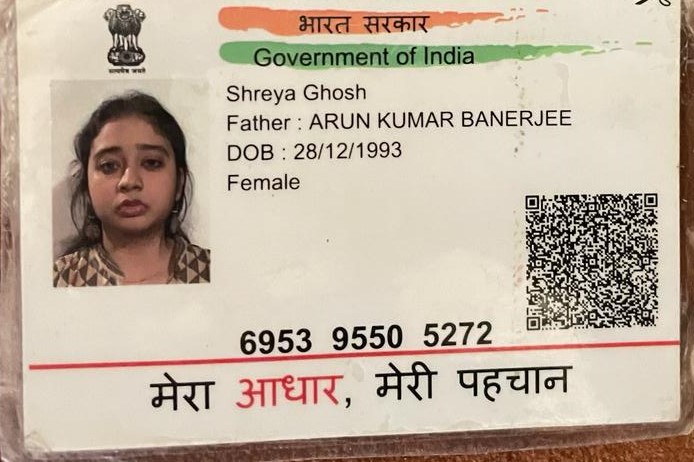 भारत सरकार
Government of India
सत्यमेव जयते
Shreya Ghosh
Father : ARUN KUMAR BANERJEE
DOB : 28/12/1993
Female
6953 9550 5272
मेरा आधार, मेरी पहचान